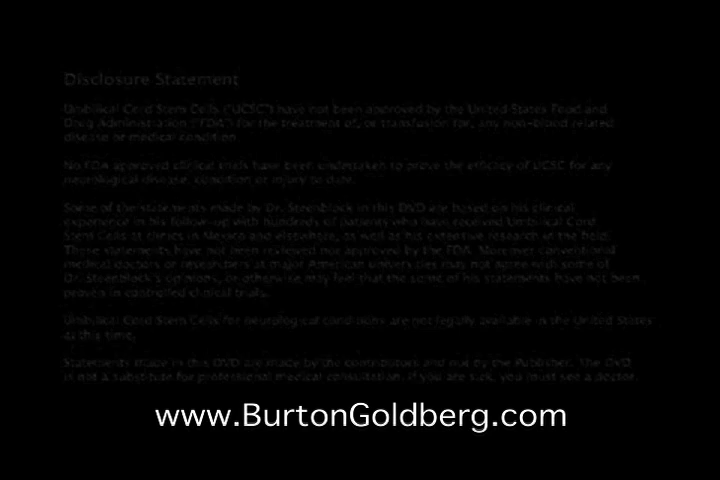 Disclosure Statement
Umbilical Cord Stem Cells ("UCSC") have not been approved by the United States Food and
Drug Administration ("FDA") for the treatment of, or transfusion for, any non-blood related
disease or medical condition.
No FDA approved clinical trials have been undertaken to prove the efficacy of UCSC for any
neurological disease, condition or injury to date.
Some of the statements made by Dr. Steenblock in this DVD are based on his clinical
experience in his follow-up with hundreds of patients who have received Umbilical Cord
Stem Cells at clinics in Mexico and elsewhere, as well as his extensive research in the field.
These statements have not been reviewed nor approved by the FDA. Moreover conventional
medical doctors or researchers at major American universities may not agree with some of
Dr. Steenblock's opinions, or otherwise may feel that the some of his statements have not been
proven in controlled clinical trials.
Umbilical Cord Stem Cells for neurological conditions are not legally available in the United States
at this time.
Statements made in this DVD are made by the contributors and not by the Publisher. The DVD
is not a substitute for professional medical consultation. If you are sick, you must see a doctor.
www.BurtonGoldberg.com